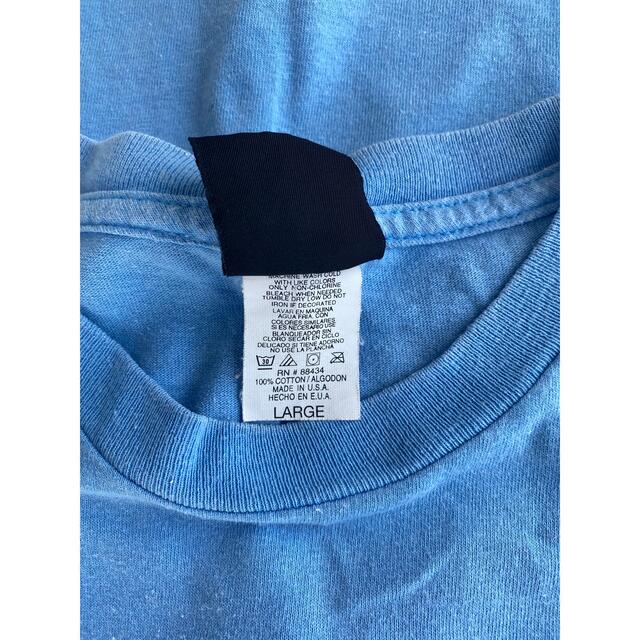 MACHINE WASH COLD
WITH LIKE COLORS
ONLY NON-CHLORINE
BLEACH WHEN NEEDED
TUMBLE DRY LOW DO NOT
IRON IF DECORATED
LAVAR EN MAQUINA
AGUA FRIA CON
COLORES SIMILARES
SI ES NECESARIO USE
BLANQUEADOR SIN
CLORO SECAR EN CICLO
DELICADO SI TIENE ADORNO
NO USE LA PLANCHA
30
RN # 88434
100% COTTON/ALGODON
MADE IN U.S.A.
HECHO EN E.U.A.
LARGE